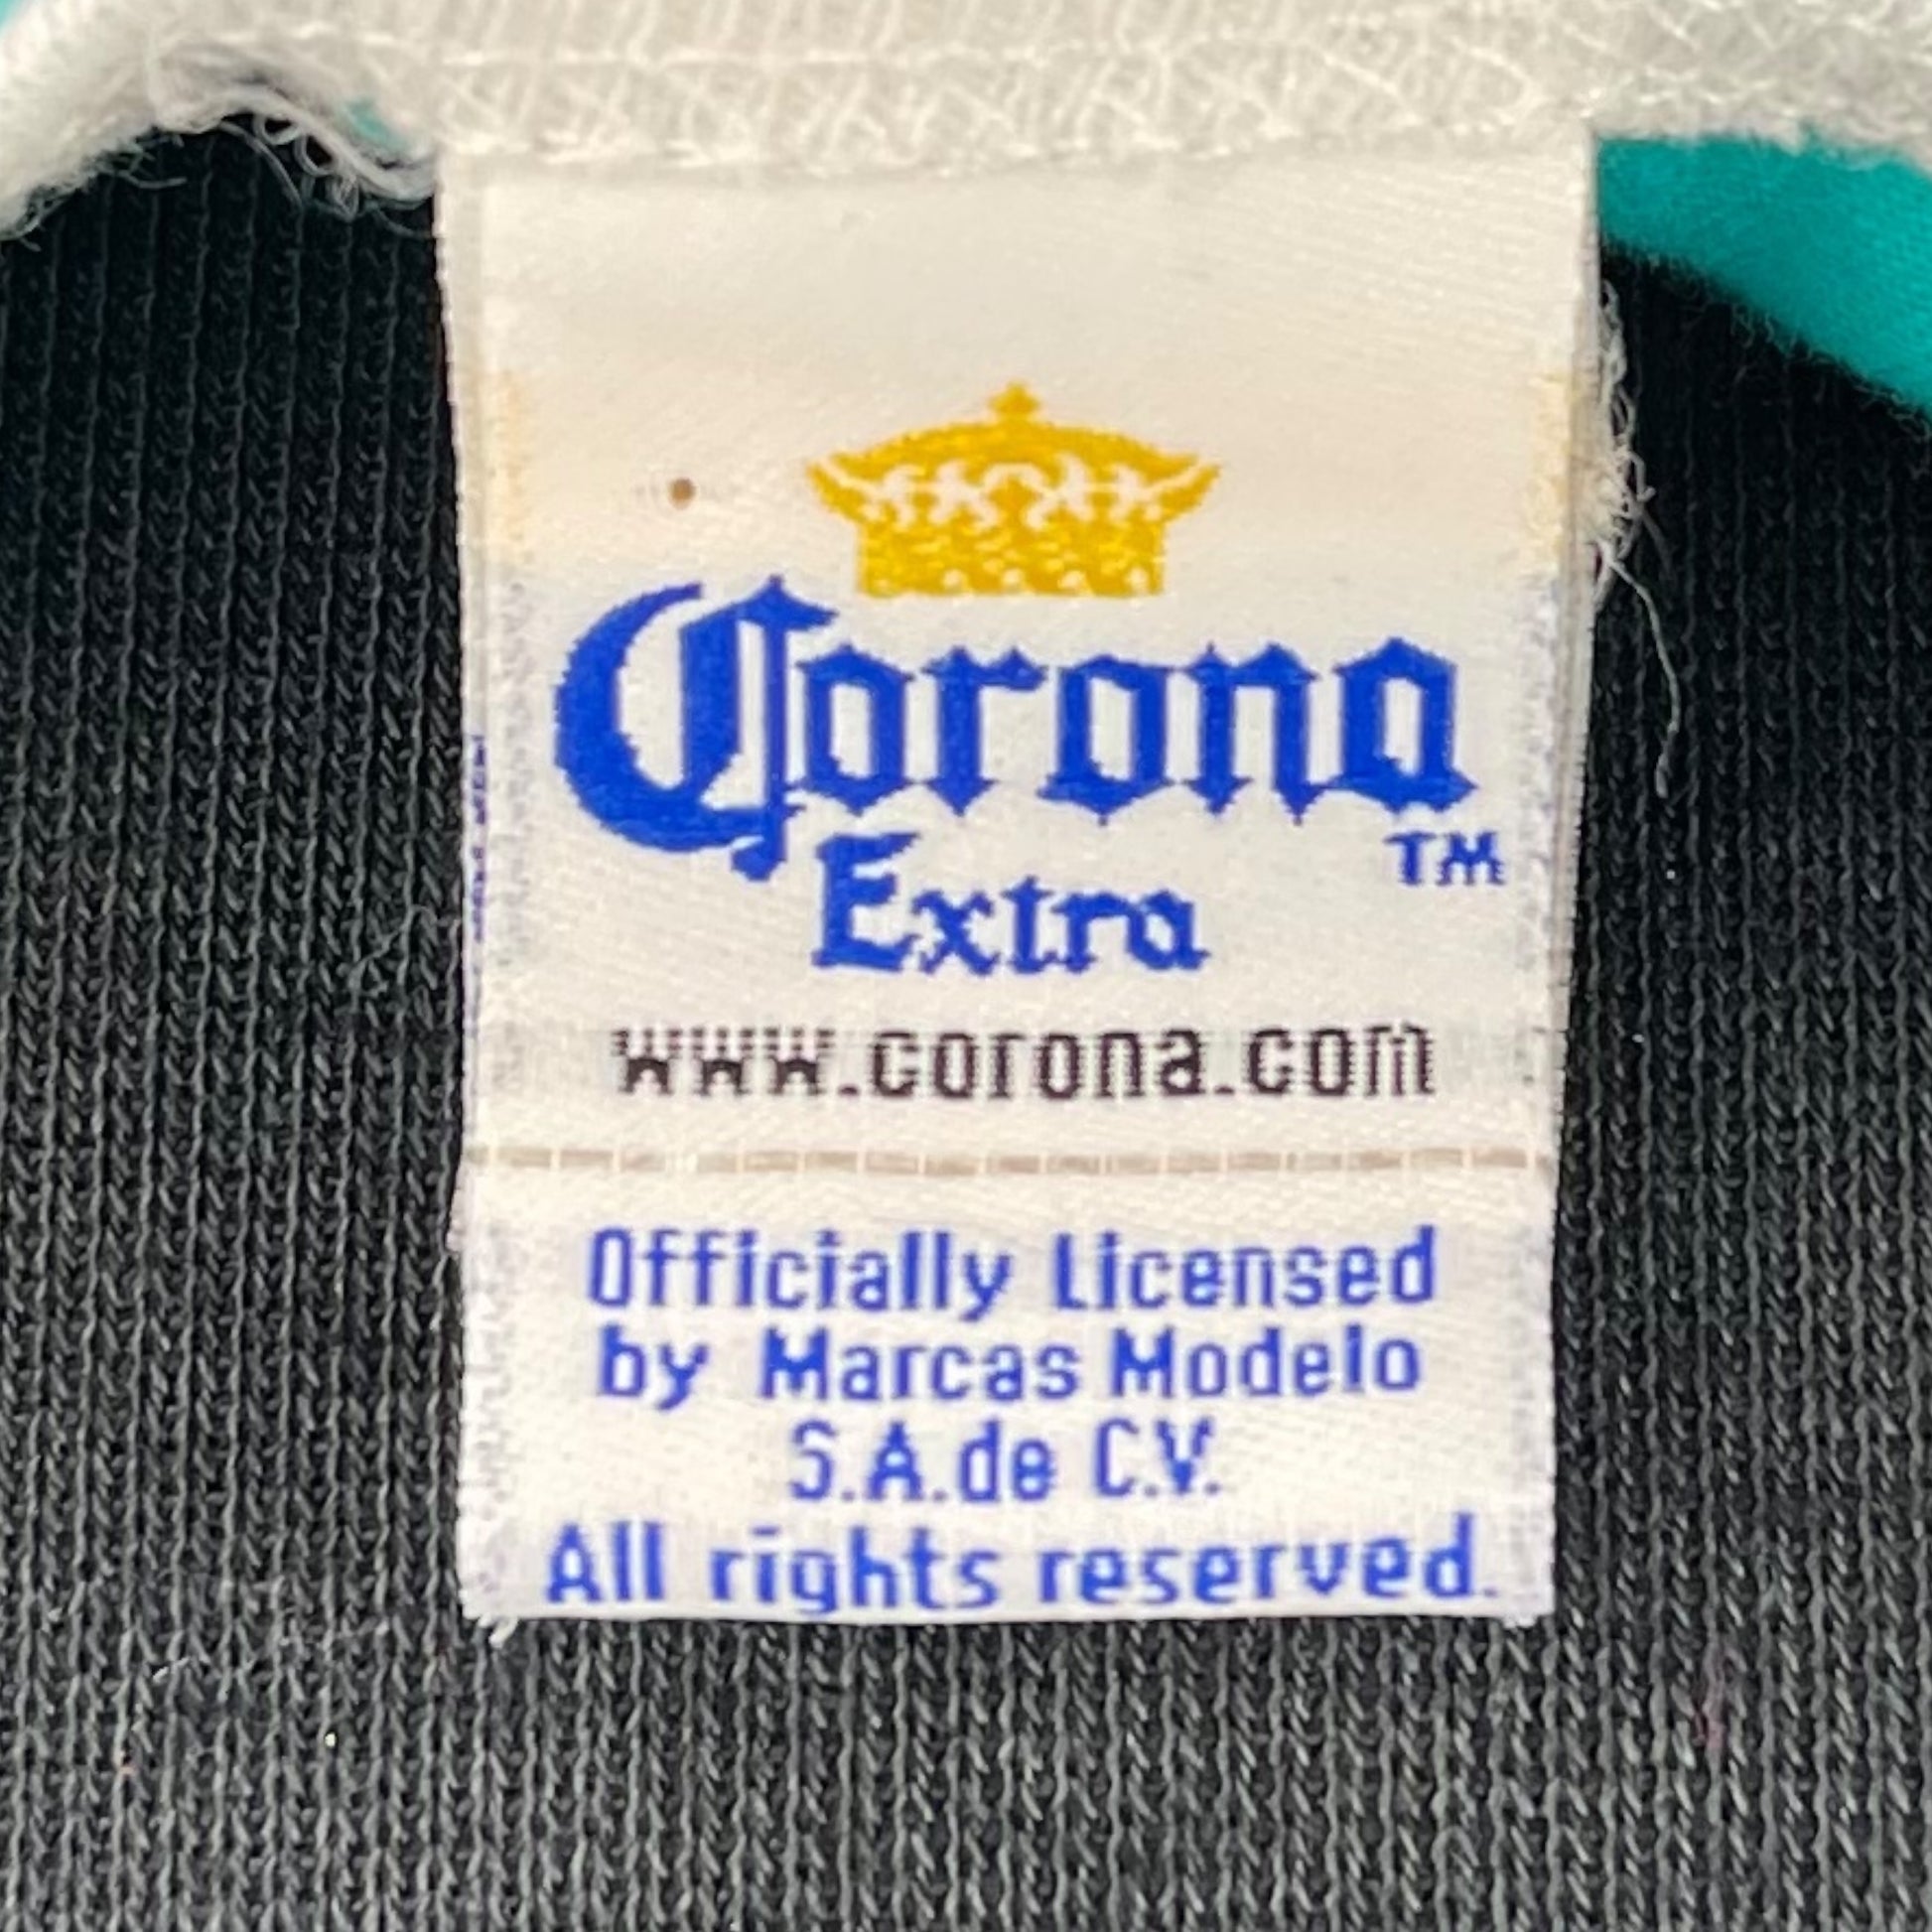 Corona
Extra
TM
www.corona.com
Officially Licensed
by Marcas Modelo
S.A.de C.V.
All rights reserved.